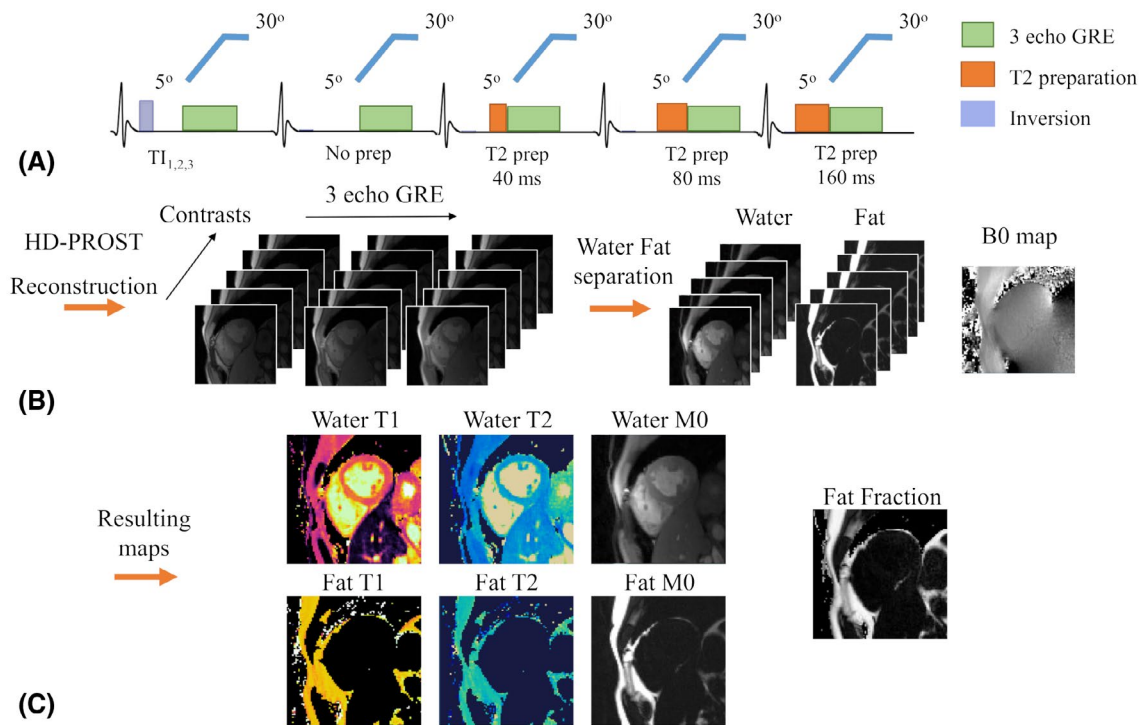 30° 30° 30° 30° 30°
5° 5° 5° 5° 5°
3 echo GRE
T2 preparation
Inversion
(A)
TI1,2,3
No prep
T2 prep
40 ms
T2 prep
80 ms
T2 prep
160 ms
3 echo GRE
Contrasts
HD-PROST
Reconstruction
Water Fat
separation
Water
Fat
B0 map
(B)
Water T1
Water T2
Water M0
Resulting
maps
Fat Fraction
Fat T1
Fat T2
Fat M0
(C)